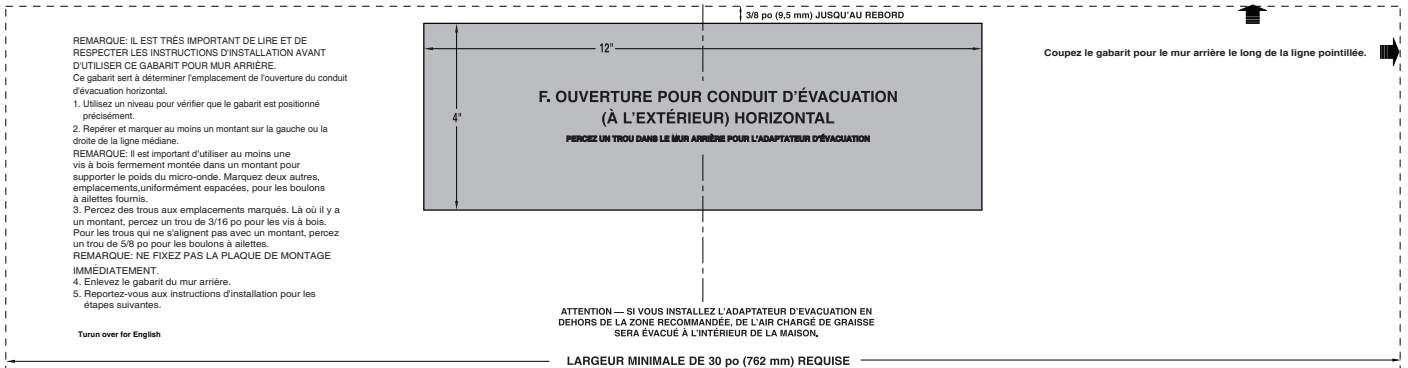 3/8 po (9,5 mm) JUSQU'AU REBORD
REMARQUE: IL EST TRÈS IMPORTANT DE LIRE ET DE
RESPECTER LES INSTRUCTIONS D'INSTALLATION AVANT
D'UTILISER CE GABARIT POUR MUR ARRIÈRE.
Ce gabarit sert à déterminer l'emplacement de l'ouverture du conduit
d'évacuation horizontal.
1. Utilisez un niveau pour vérifier que le gabarit est positionné
précisément.
2. Repérer et marquer au moins un montant sur la gauche ou la
droite de la ligne médiane.
REMARQUE: Il est important d'utiliser au moins une
vis à bois fermement montée dans un montant pour
supporter le poids du micro-onde. Marquez deux autres,
emplacements,uniformément espacées, pour les boulons
à ailettes fournis.
3. Percez des trous aux emplacements marqués. Là où il y a
un montant, percez un trou de 3/16 po pour les vis à bois.
Pour les trous qui ne s'alignent pas avec un montant, percez
un trou de 5/8 po pour les boulons à ailettes.
REMARQUE: NE FIXEZ PAS LA PLAQUE DE MONTAGE
IMMÉDIATEMENT.
4. Enlevez le gabarit du mur arrière.
5. Reportez-vous aux instructions d'installation pour les
étapes suivantes.
Turun over for English
12"
4"
F. OUVERTURE POUR CONDUIT D'ÉVACUATION
(À L'EXTÉRIEUR) HORIZONTAL
PERCEZ UN TROU DANS LE MUR ARRIÈRE POUR L'ADAPTATEUR D'ÉVACUATION
Coupez le gabarit pour le mur arrière le long de la ligne pointillée.
ATTENTION — SI VOUS INSTALLEZ L'ADAPTATEUR D'EVACUATION EN
DEHORS DE LA ZONE RECOMMANDÉE, DE L'AIR CHARGÉ DE GRAISSE
SERA ÉVACUÉ À L'INTÉRIEUR DE LA MAISON.
LARGEUR MINIMALE DE 30 po (762 mm) REQUISE